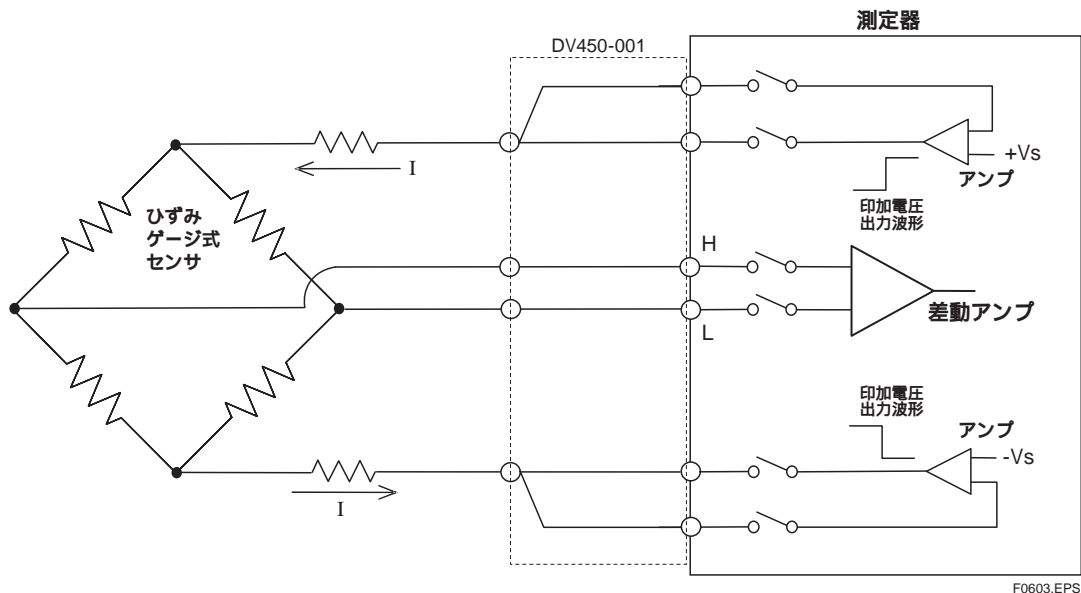 測定器
DV450-001
I
+Vs
アンプ
印加電圧
出力波形
ひずみ
ゲージ式
センサ
H
L
差動アンプ
印加電圧
出力波形
アンプ
-Vs
I
F0603.EPS